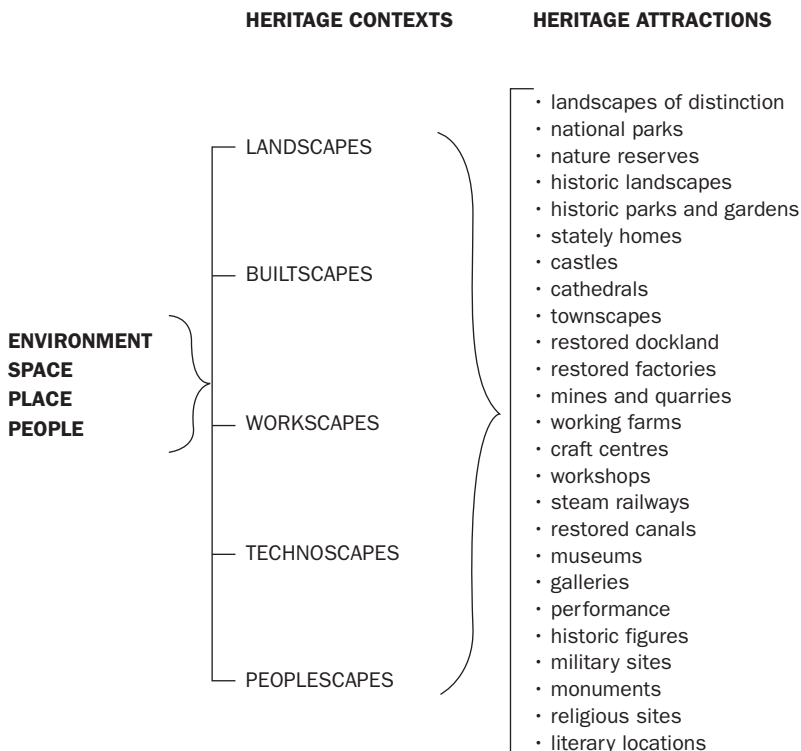 HERITAGE CONTEXTS
HERITAGE ATTRACTIONS
ENVIRONMENT
SPACE
PLACE
PEOPLE
LANDSCAPES
BUILTSCAPES
WORKSCAPES
TECHNOSCAPES
PEOPLESCAPES
· landscapes of distinction
· national parks
· nature reserves
· historic landscapes
· historic parks and gardens
· stately homes
· castles
· cathedrals
· townscapes
· restored dockland
· restored factories
· mines and quarries
· working farms
· craft centres
· workshops
· steam railways
· restored canals
· museums
· galleries
· performance
· historic figures
· military sites
· monuments
· religious sites
· literary locations